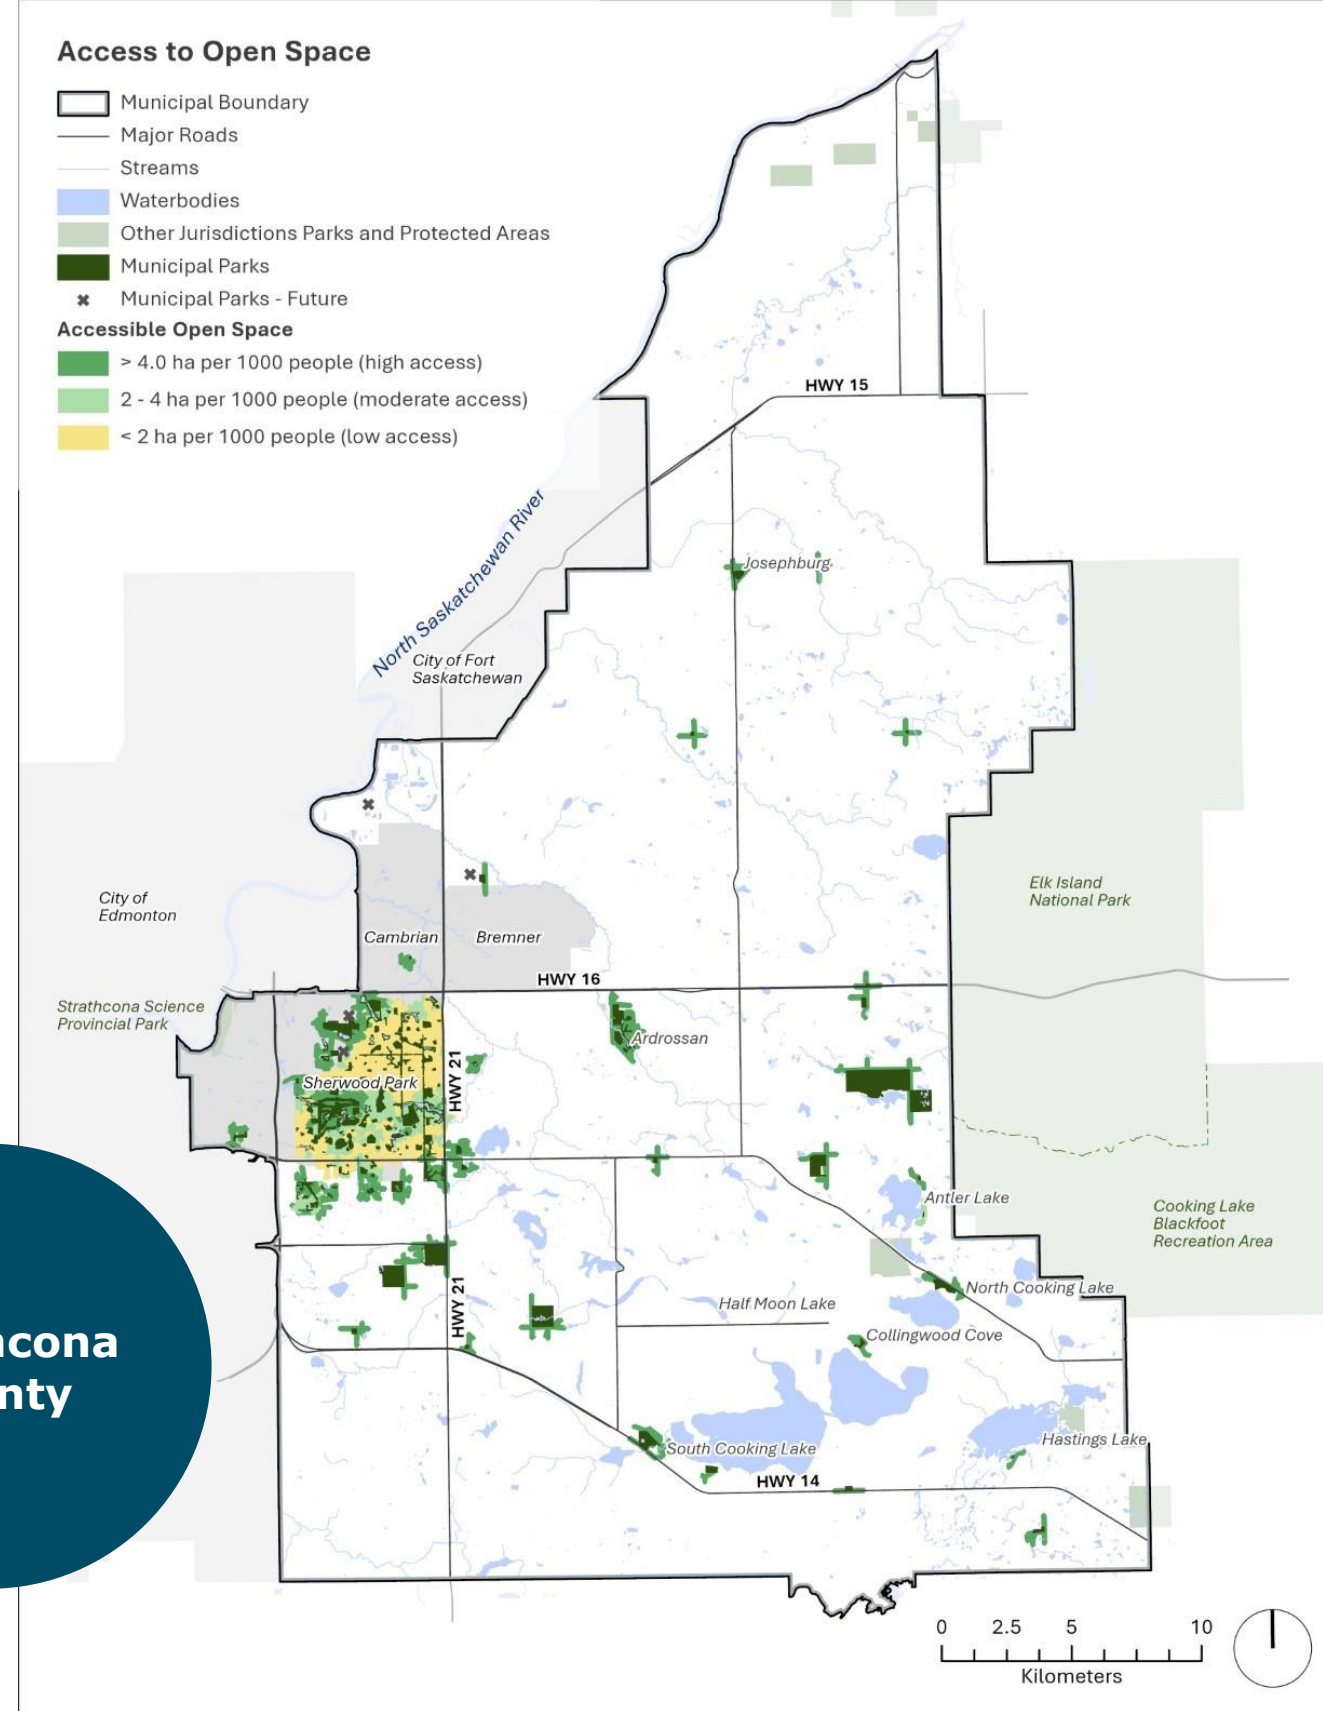 Access to Open Space
Municipal Boundary
Major Roads
Streams
Waterbodies
Other Jurisdictions Parks and Protected Areas
Municipal Parks
Municipal Parks - Future
Accessible Open Space
> 4.0 ha per 1000 people (high access)
2 - 4 ha per 1000 people (moderate access)
< 2 ha per 1000 people (low access)
HWY 15
North Saskatchewan River
Josephburg
City of Fort
Saskatchewan
City of
Edmonton
Elk Island
National Park
Cambrian
Bremner
HWY 16
Strathcona Science
Provincial Park
Ardrossan
HWY 21
Sherwood Park
Antler Lake
Cooking Lake
Blackfoot
Recreation Area
HWY 21
North Cooking Lake
Half Moon Lake
Collingwood Cove
ncona
nty
South Cooking Lake
Hastings Lake
HWY 14
0 2.5 5 10
Kilometers